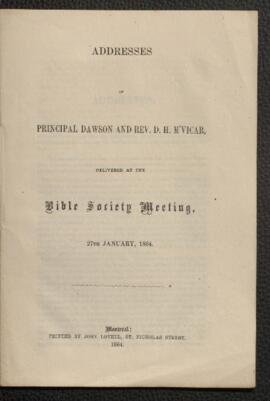 ADDRESSES
OF
PRINCIPAL DAWSON AND REV. D. H. M'VICAR,
DELIVERED AT THE
Bible Society Meeting,
27TH JANUARY, 1864.
Montreal:
PRINTED BY JOHN LOVELL, ST. NICHOLAS STREET.
1864.